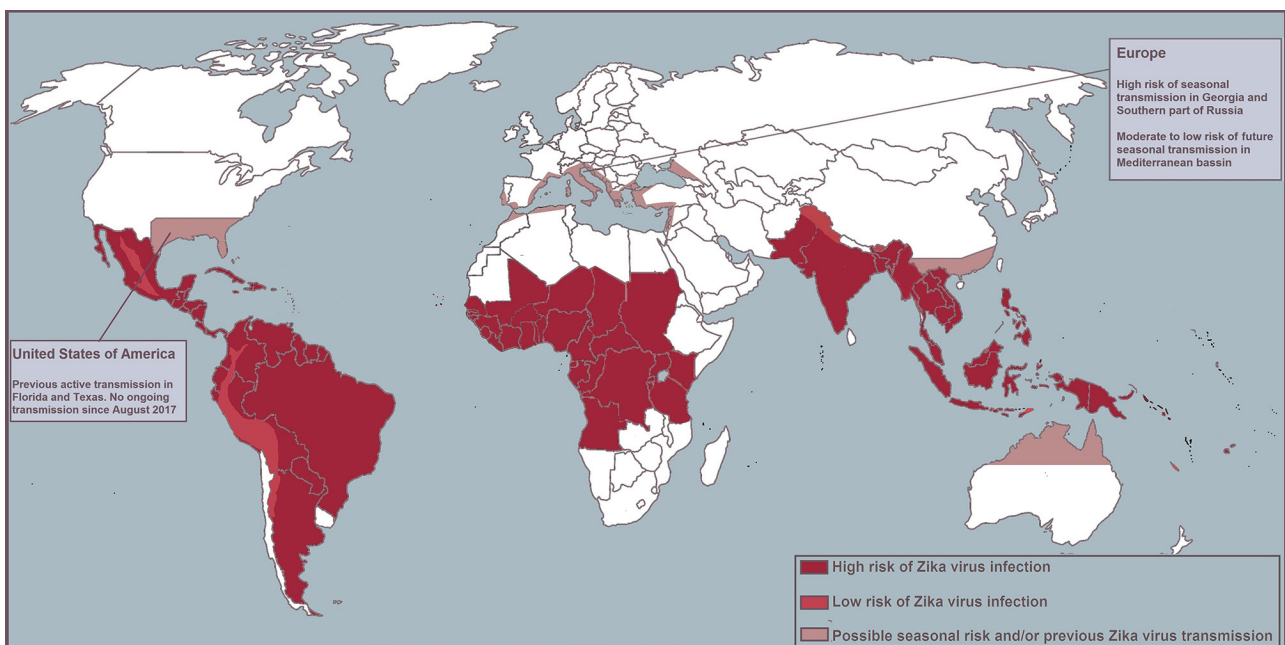 Europe
High risk of seasonal
transmission in Georgia and
Southern part of Russia
Moderate to low risk of future
seasonal transmission in
Mediterranean bassin
United States of America
Previous active transmission in
Florida and Texas. No ongoing
transmission since August 2017
High risk of Zika virus infection
Low risk of Zika virus infection
Possible seasonal risk and/or previous Zika virus transmission